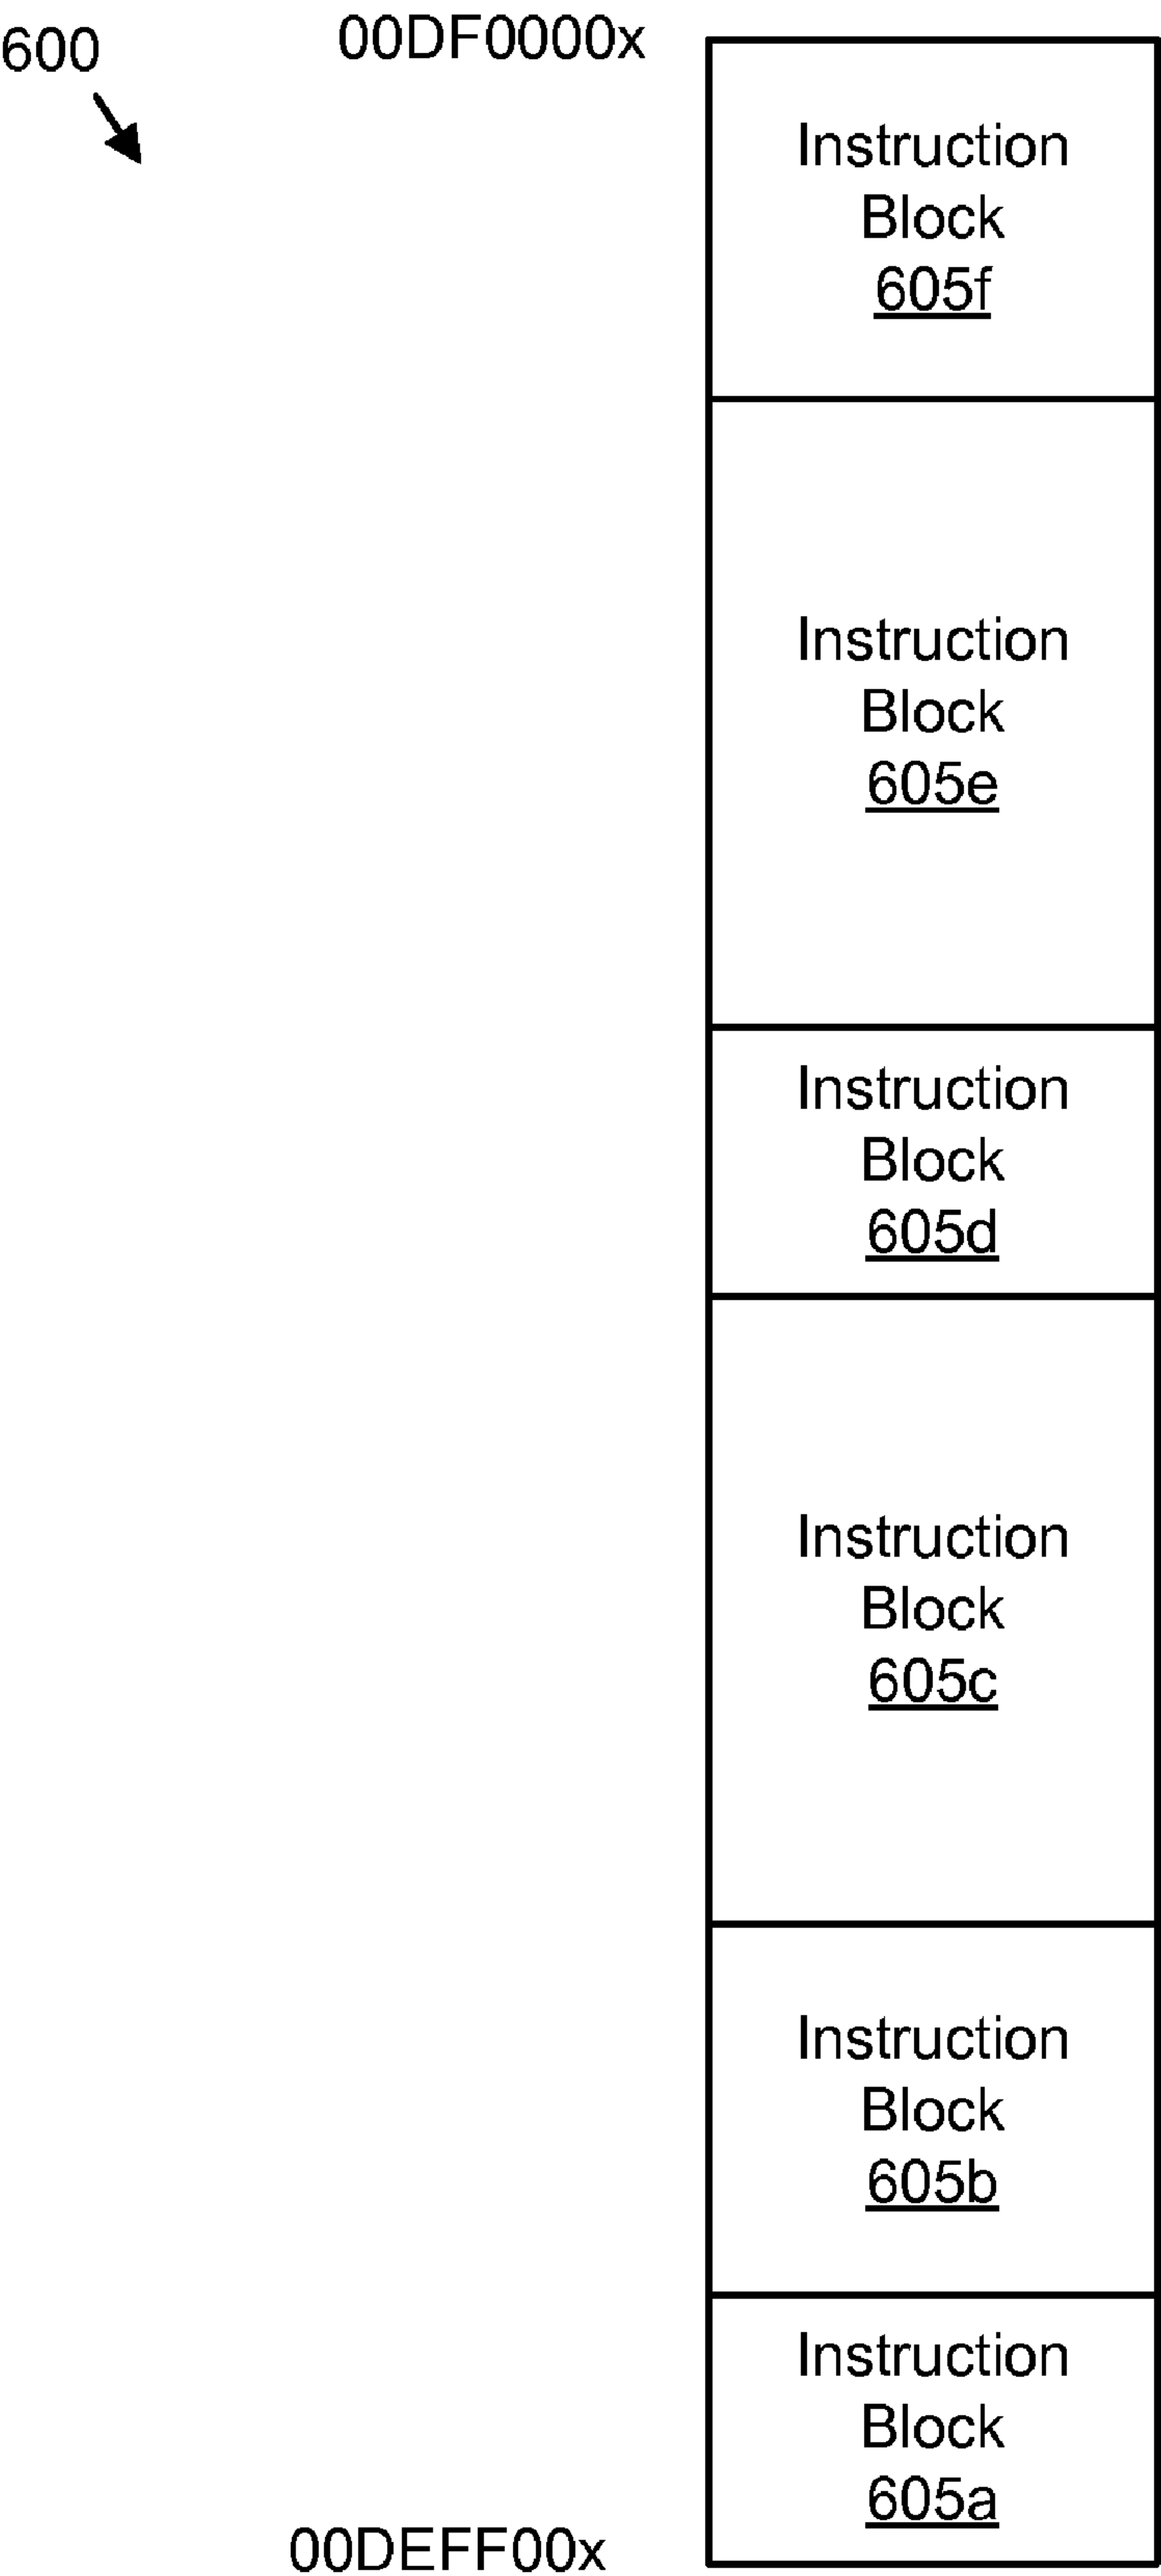 600
00DF0000x
Instruction
Block
605f
Instruction
Block
605e
Instruction
Block
605d
Instruction
Block
605c
Instruction
Block
605b
Instruction
Block
605a
00DEFF00x